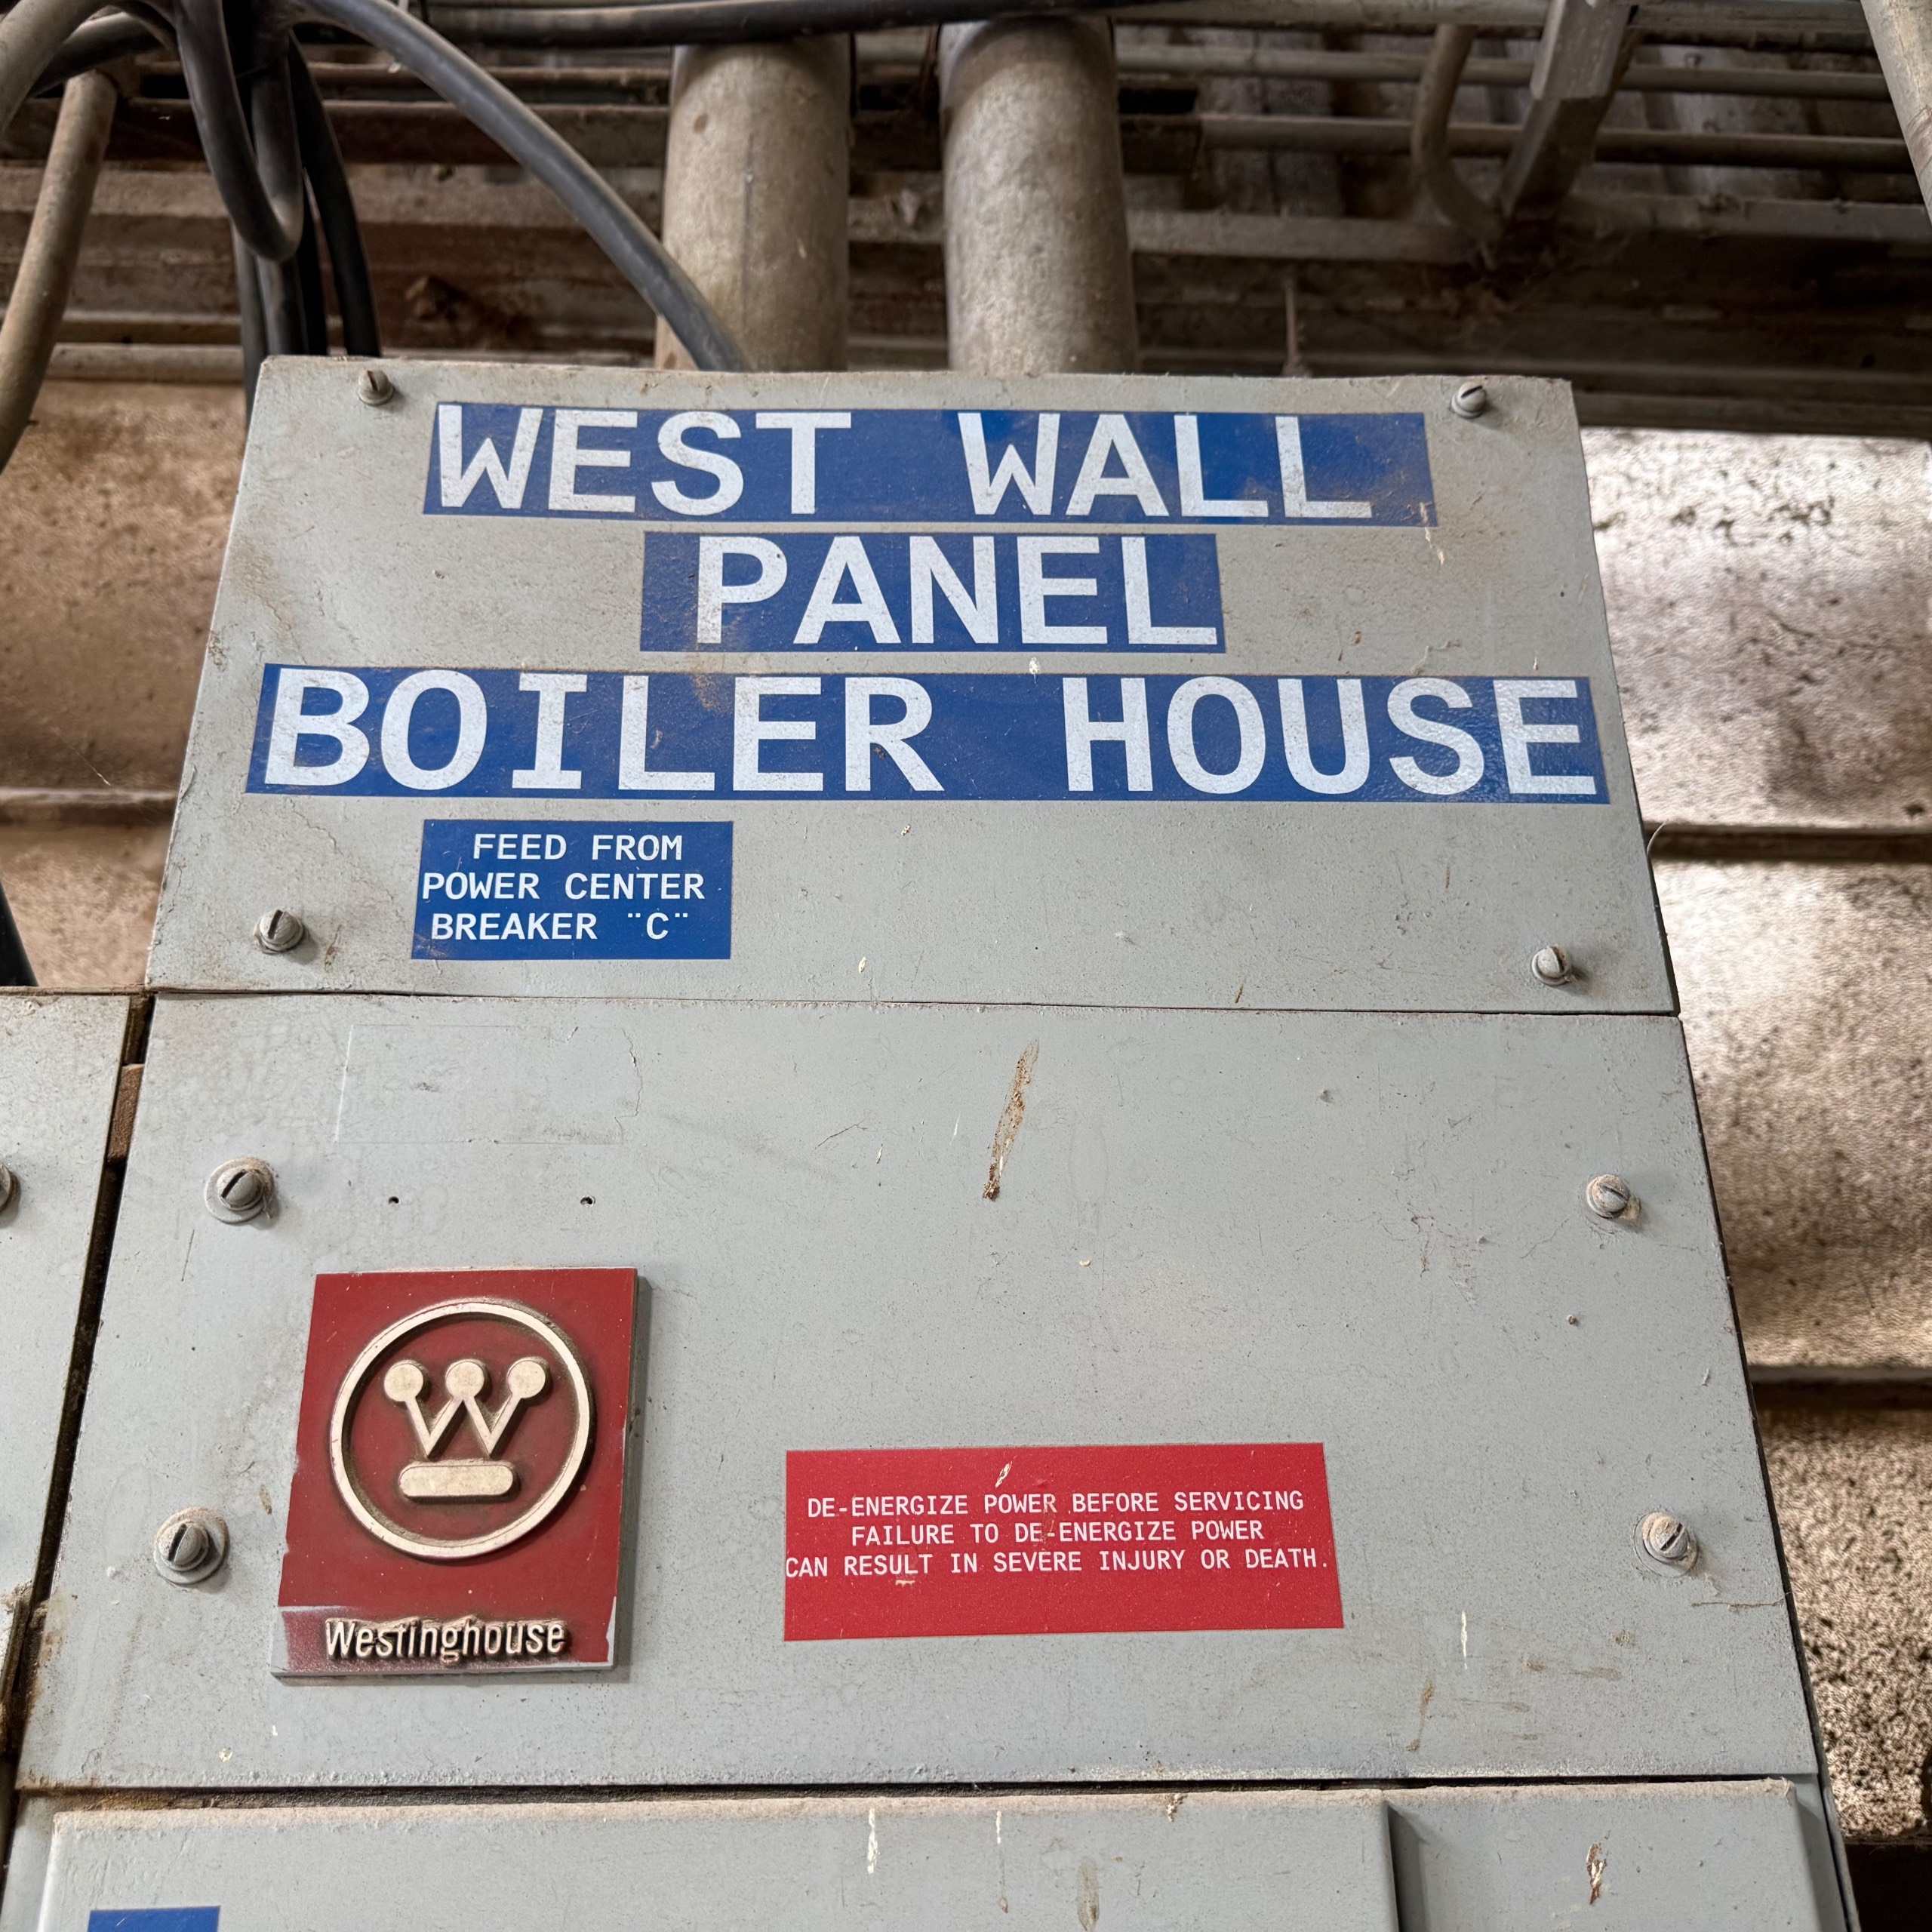 WEST WALL
PANEL
BOILER HOUSE
FEED FROM
POWER CENTER
BREAKER "C"
DE-ENERGIZE POWER BEFORE SERVICING
FAILURE TO DE-ENERGIZE POWER
CAN RESULT IN SEVERE INJURY OR DEATH.
W
Westinghouse